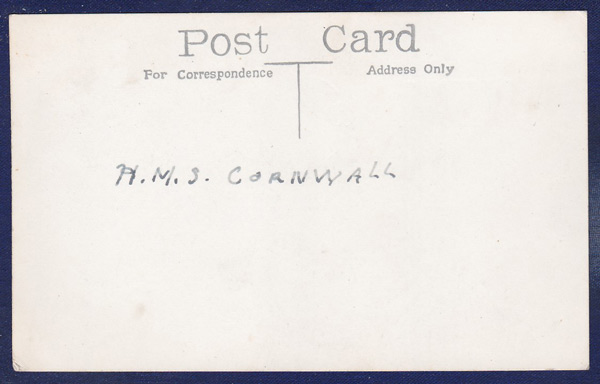 Post Card
For Correspondence Address Only
H.M.S. CORNWALL